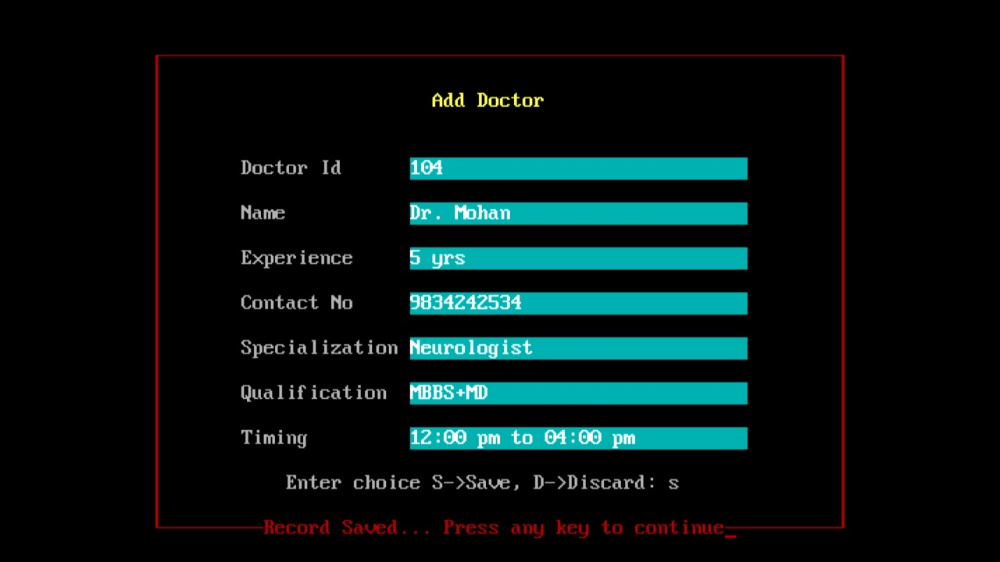 Add Doctor
Doctor Id 104
Name Dr. Mohan
Experience 5 yrs
Contact No 9834242534
Specialization Neurologist
Qualification MBBS+MD
Timing 12:00 pm to 04:00 pm
Enter choice S->Save, D->Discard: s
Record Saved... Press any key to continue_